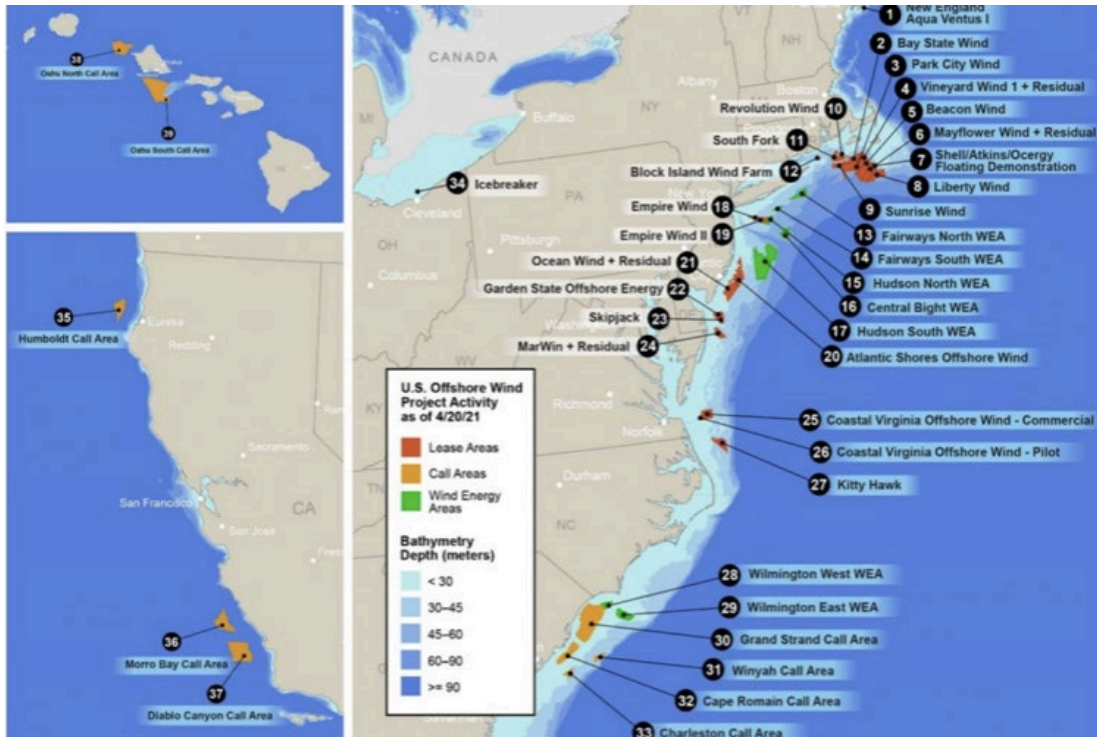 38
Oahu North Call Area
39
Oahu South Call Area
35
Humboldt Call Area
Eureka
Redding
Sacramento
San Francisco
CA
San Jose
36
Morro Bay Call Area
37
Diablo Canyon Call Area
CANADA
VT
NH
MI
NY
Albany
Boston
Buffalo
PA
Cleveland
OH
Pittsburgh
Columbus
New York
WV
KY
Richmond
Norfolk
TN
Durham
NC
1 New England
Aqua Ventus I
2 Bay State Wind
3 Park City Wind
4 Vineyard Wind 1 + Residual
5 Beacon Wind
6 Mayflower Wind + Residual
7 Shell/Atkins/Ocergy
Floating Demonstration
8 Liberty Wind
9 Sunrise Wind
Revolution Wind 10
South Fork 11
Block Island Wind Farm 12
13 Fairways North WEA
14 Fairways South WEA
15 Hudson North WEA
16 Central Bight WEA
17 Hudson South WEA
Empire Wind 18
Empire Wind II 19
20 Atlantic Shores Offshore Wind
Ocean Wind + Residual 21
Garden State Offshore Energy 22
Skipjack 23
MarWin + Residual 24
25 Coastal Virginia Offshore Wind - Commercial
26 Coastal Virginia Offshore Wind - Pilot
27 Kitty Hawk
28 Wilmington West WEA
29 Wilmington East WEA
30 Grand Strand Call Area
31 Winyah Call Area
32 Cape Romain Call Area
33 Charleston Call Area
34 Icebreaker
U.S. Offshore Wind
Project Activity
as of 4/20/21
Lease Areas
Call Areas
Wind Energy
Areas
Bathymetry
Depth (meters)
< 30
30–45
45–60
60–90
>= 90